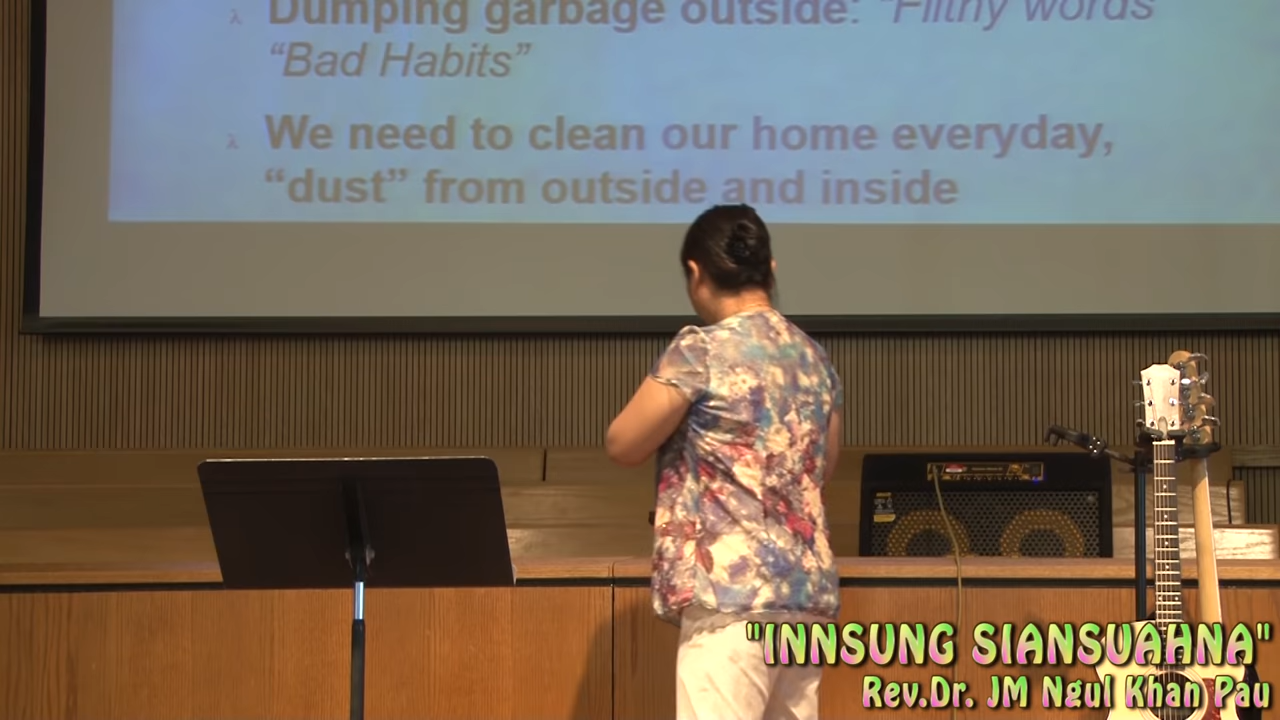 Dumping garbage outside: “Filthy words
“Bad Habits”
We need to clean our home everyday,
“dust” from outside and inside
"INNSUNG SIANSUAHNA"
Rev.Dr. JM Ngul Khan Pau